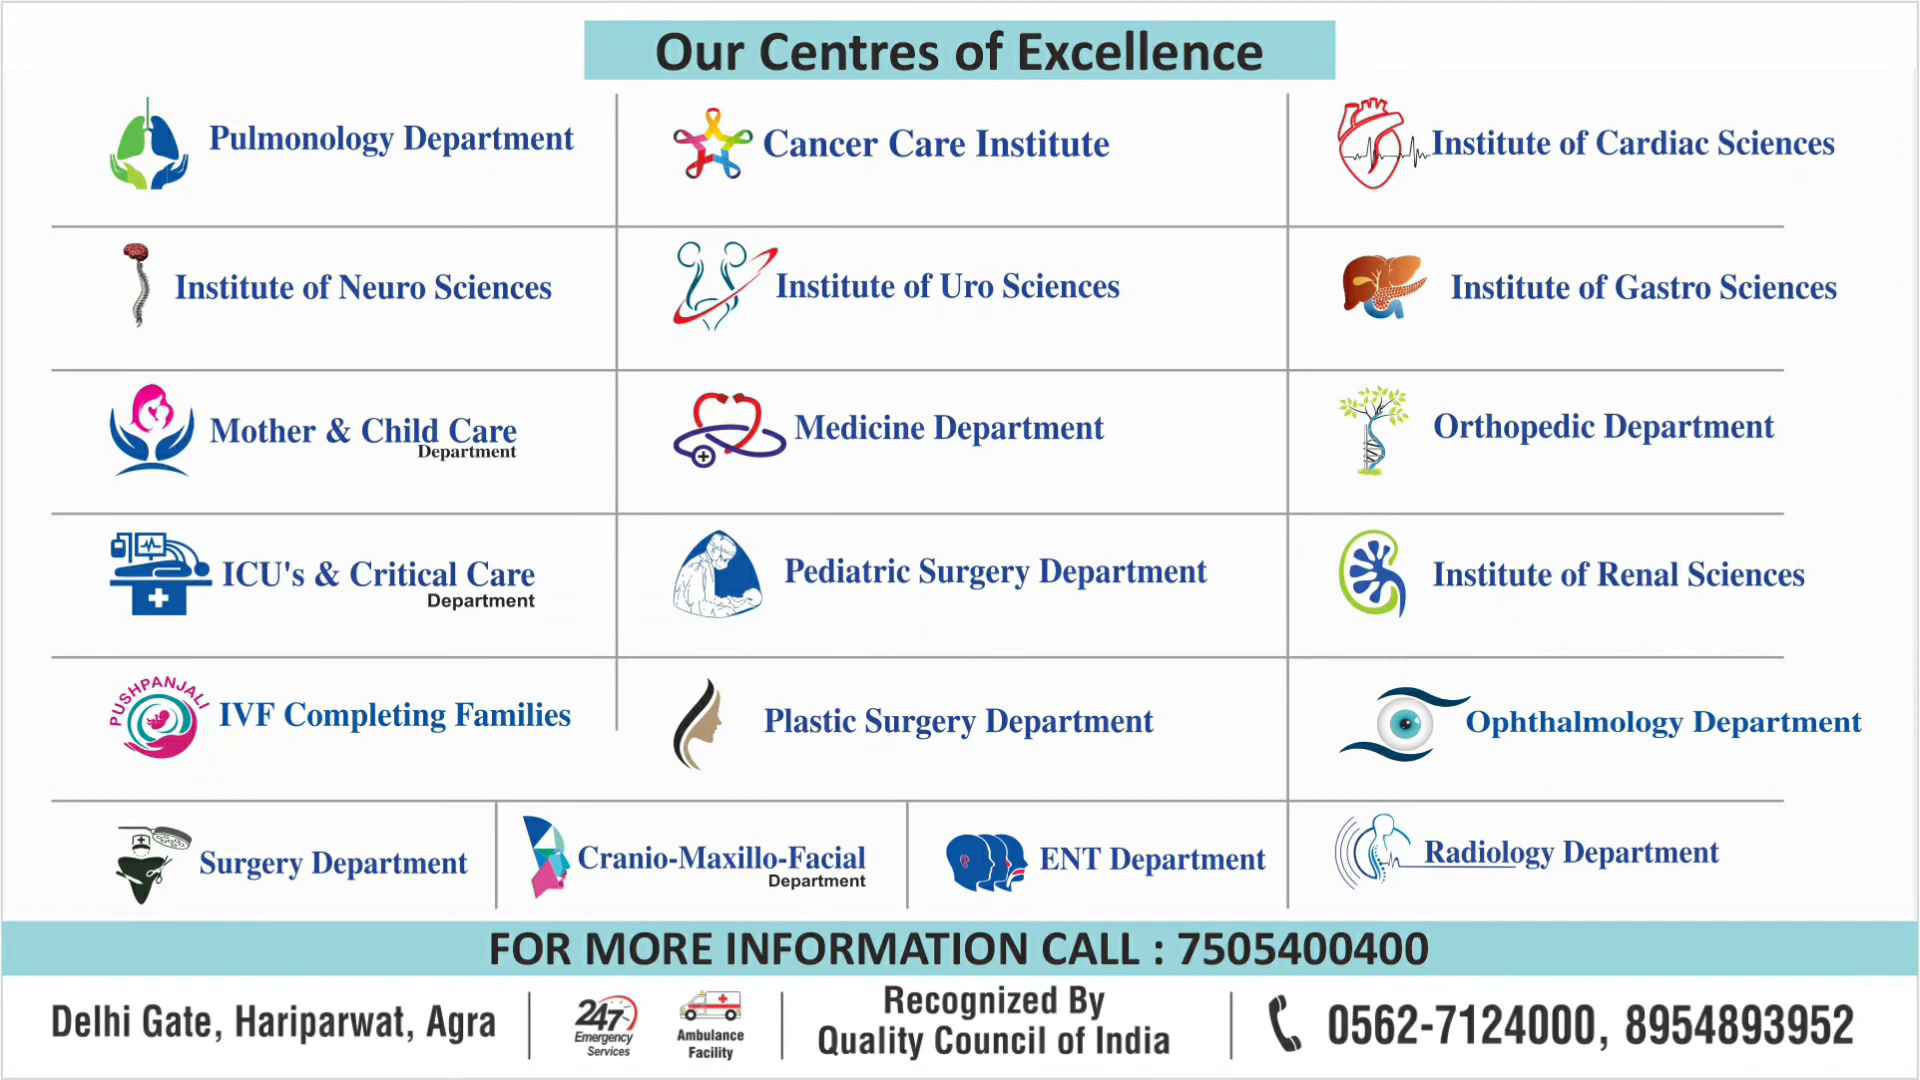 Our Centres of Excellence
Pulmonology Department
Cancer Care Institute
Institute of Cardiac Sciences
Institute of Neuro Sciences
Institute of Uro Sciences
Institute of Gastro Sciences
Mother & Child Care
Department
Medicine Department
Orthopedic Department
ICU's & Critical Care
Department
Pediatric Surgery Department
Institute of Renal Sciences
PUSHPANJALI
IVF Completing Families
Plastic Surgery Department
Ophthalmology Department
Surgery Department
Cranio-Maxillo-Facial
Department
ENT Department
Radiology Department
FOR MORE INFORMATION CALL : 7505400400
Delhi Gate, Hariparwat, Agra
247
Emergency
Services
Ambulance
Facility
Recognized By
Quality Council of India
0562-7124000, 8954893952